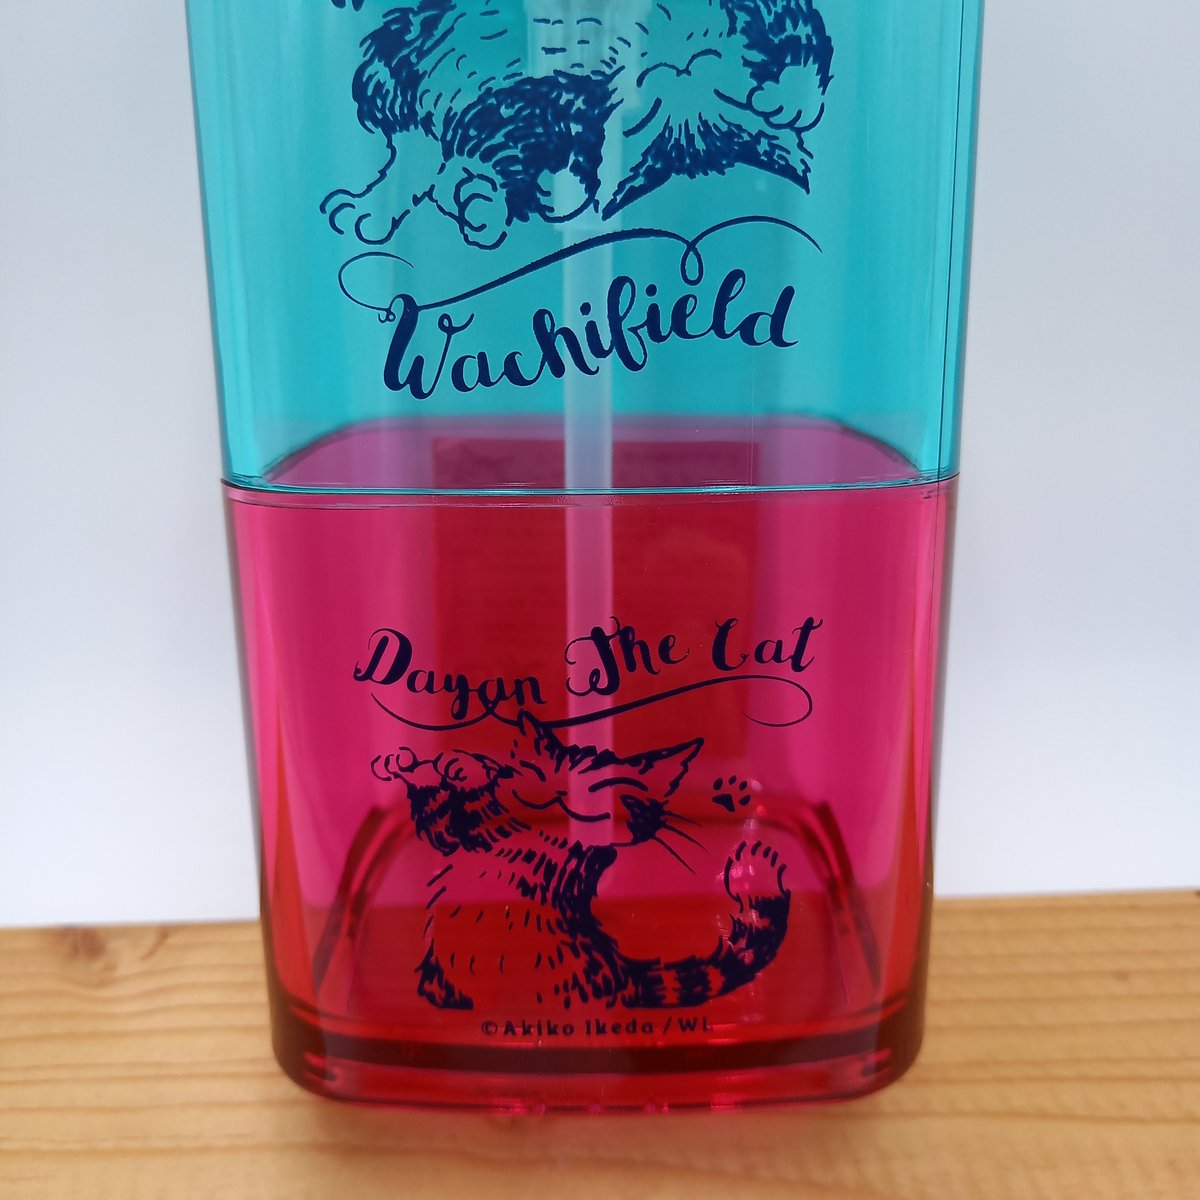 Wachifield
Dayan The Cat
©Akiko Ikeda/WL